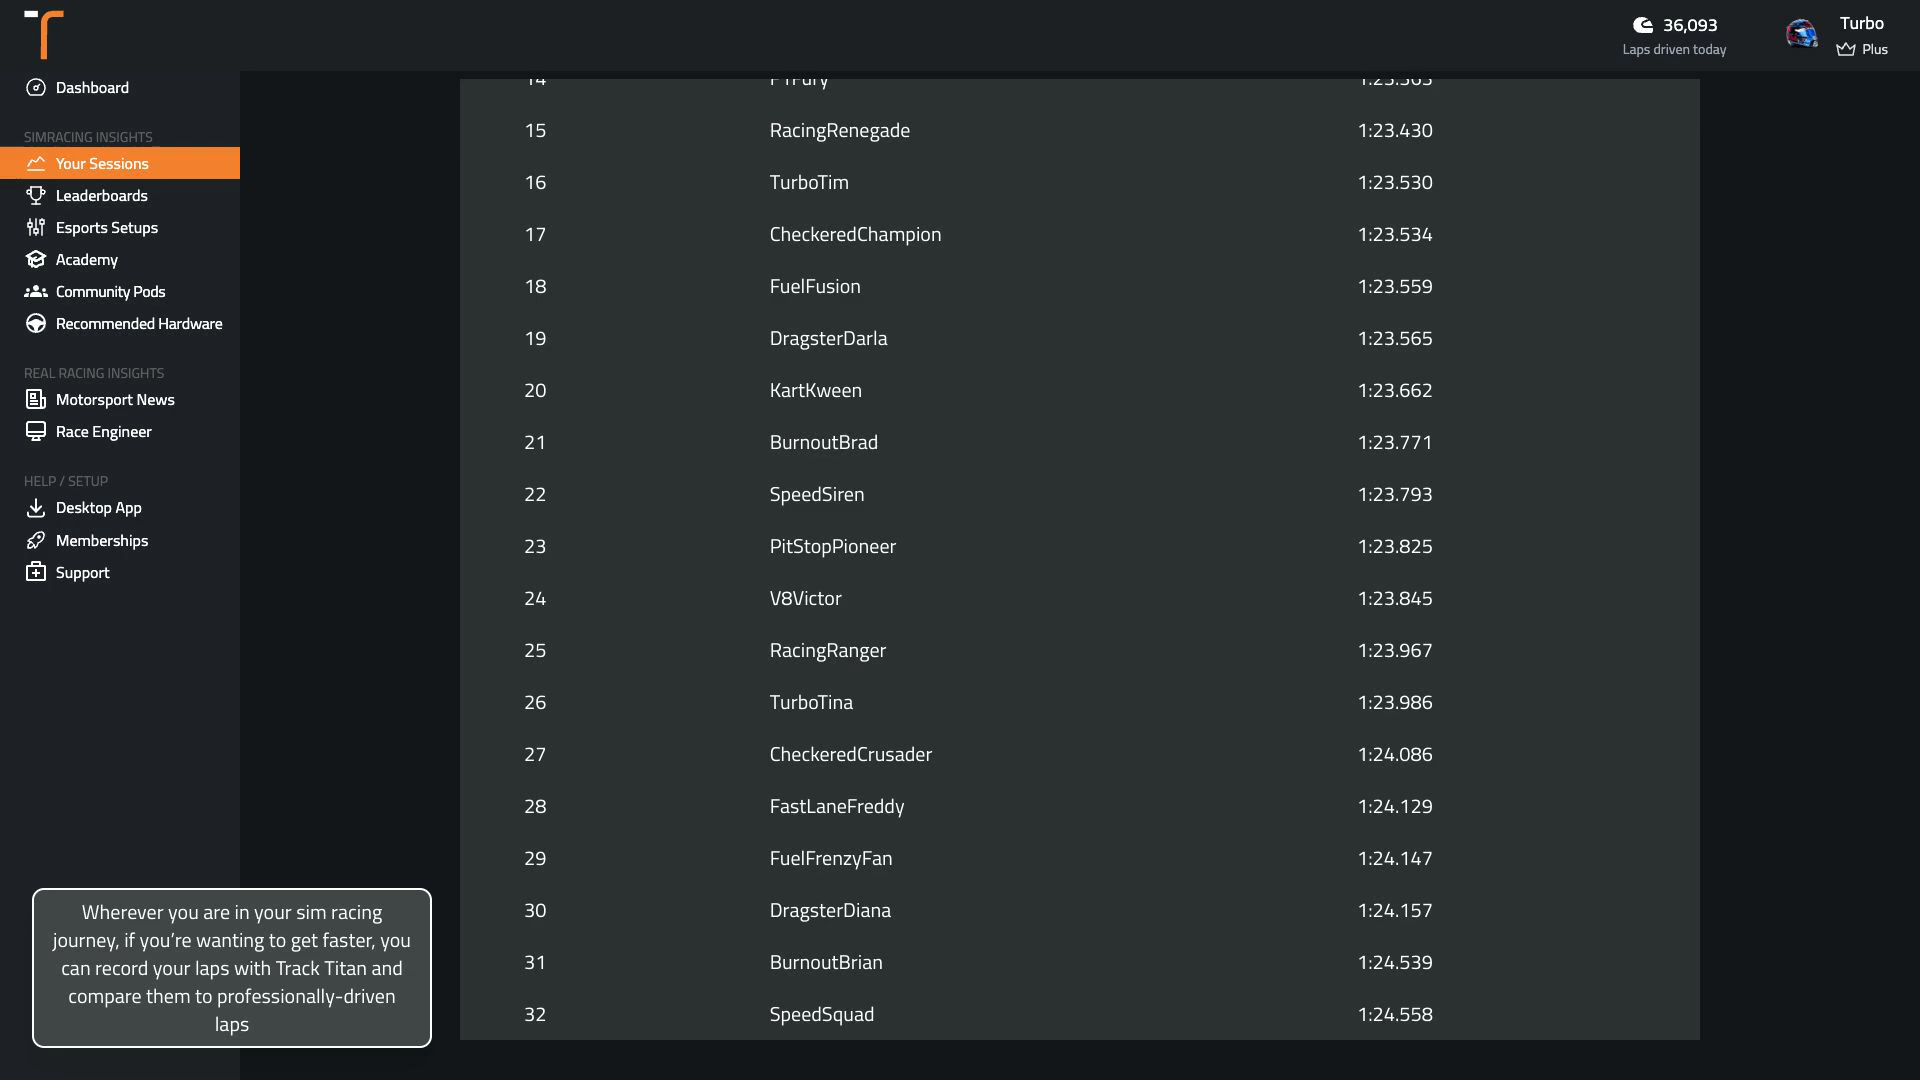 36,093
Laps driven today
Turbo
Plus
Dashboard
SIMRACING INSIGHTS
Your Sessions
Leaderboards
Esports Setups
Academy
Community Pods
Recommended Hardware
REAL RACING INSIGHTS
Motorsport News
Race Engineer
HELP / SETUP
Desktop App
Memberships
Support
15 RacingRenegade 1:23.430
16 TurboTim 1:23.530
17 CheckeredChampion 1:23.534
18 FuelFusion 1:23.559
19 DragsterDarla 1:23.565
20 KartKween 1:23.662
21 BurnoutBrad 1:23.771
22 SpeedSiren 1:23.793
23 PitStopPioneer 1:23.825
24 V8Victor 1:23.845
25 RacingRanger 1:23.967
26 TurboTina 1:23.986
27 CheckeredCrusader 1:24.086
28 FastLaneFreddy 1:24.129
29 FuelFrenzyFan 1:24.147
30 DragsterDiana 1:24.157
31 BurnoutBrian 1:24.539
32 SpeedSquad 1:24.558
Wherever you are in your sim racing
journey, if you’re wanting to get faster, you
can record your laps with Track Titan and
compare them to professionally-driven
laps